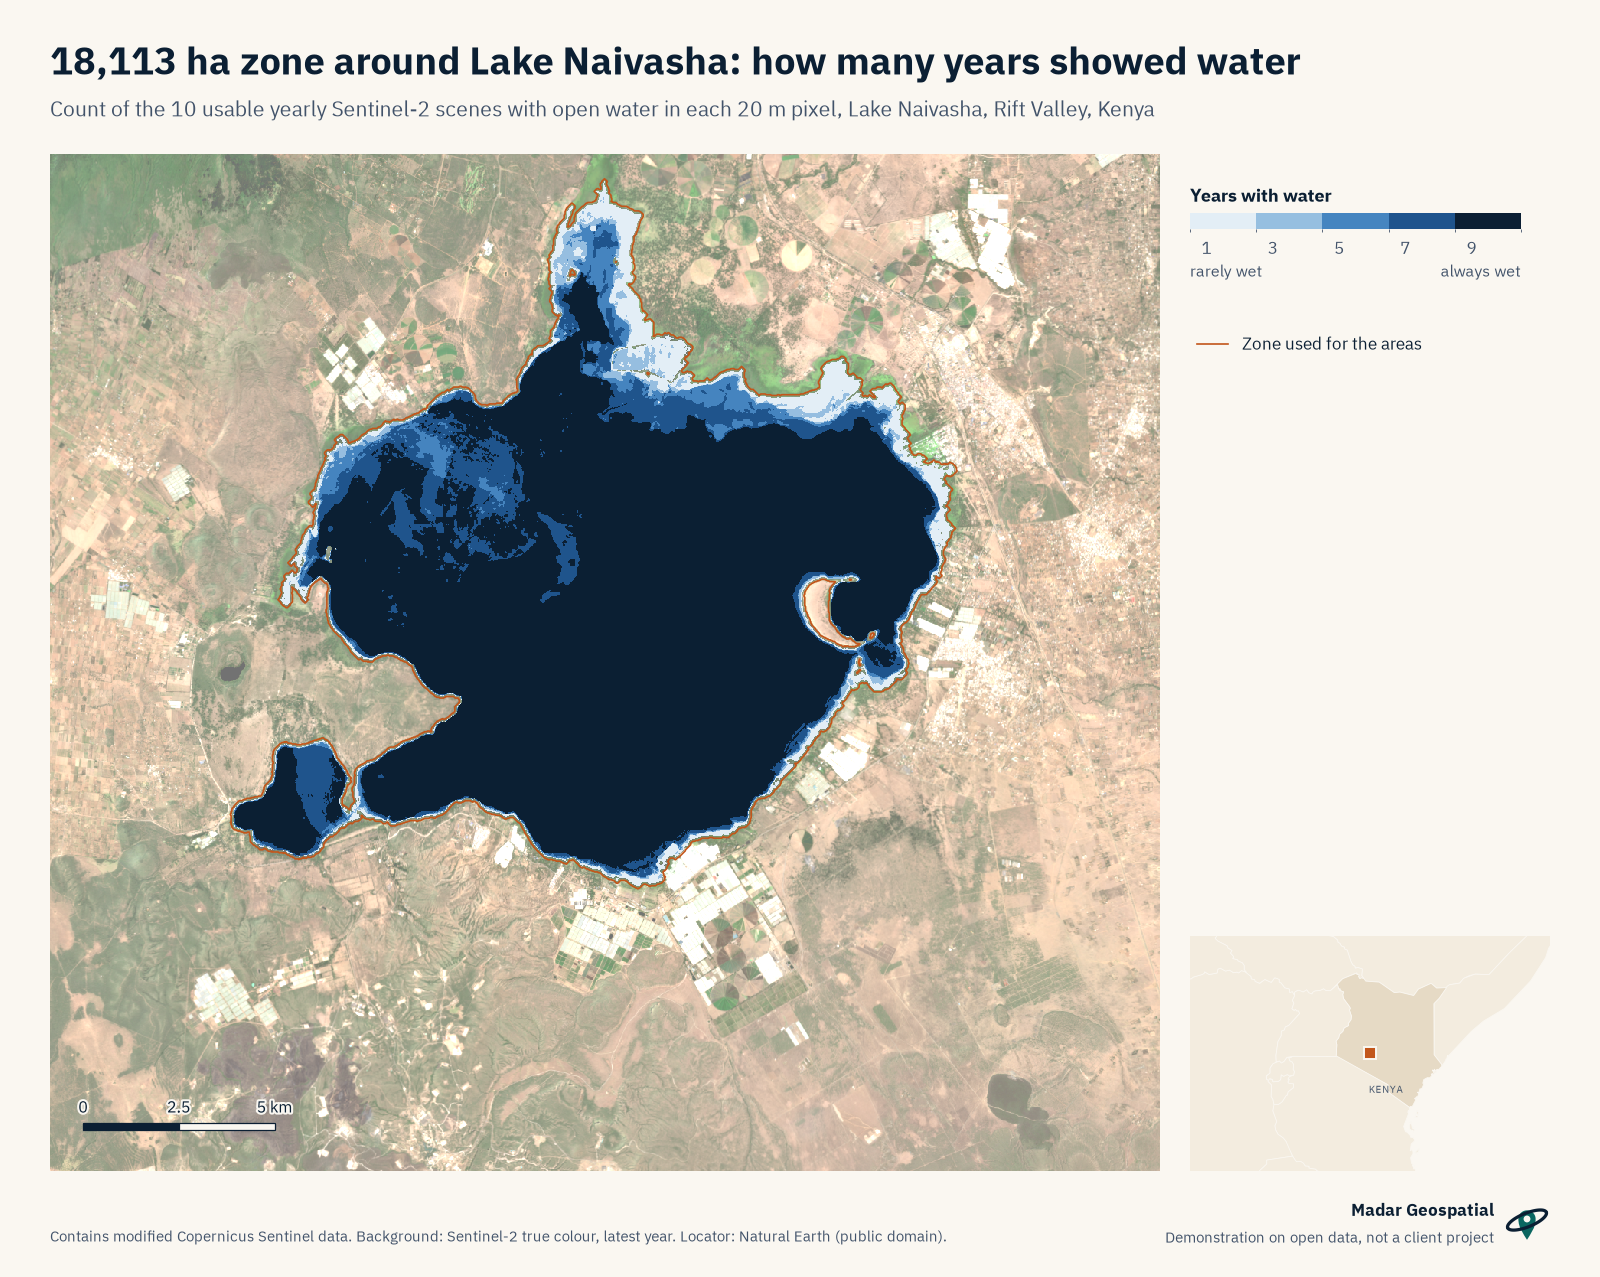 18,113 ha zone around Lake Naivasha: how many years showed water
Count of the 10 usable yearly Sentinel-2 scenes with open water in each 20 m pixel, Lake Naivasha, Rift Valley, Kenya
Years with water
1 3 5 7 9
rarely wet always wet
Zone used for the areas
KENYA
0 2.5 5 km
Madar Geospatial
Contains modified Copernicus Sentinel data. Background: Sentinel-2 true colour, latest year. Locator: Natural Earth (public domain).
Demonstration on open data, not a client project